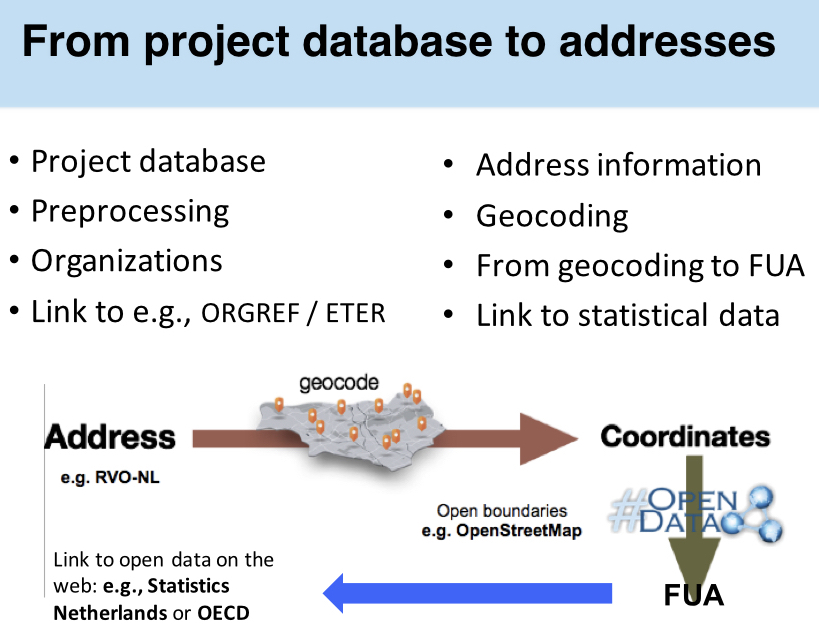 From project database to addresses
• Project database
• Preprocessing
• Organizations
• Link to e.g., ORGREF / ETER
• Address information
• Geocoding
• From geocoding to FUA
• Link to statistical data
geocode
Address
Coordinates
e.g. RVO-NL
#OPEN
DATA
Open boundaries
e.g. OpenStreetMap
Link to open data on the
web: e.g., Statistics
Netherlands or OECD
FUA